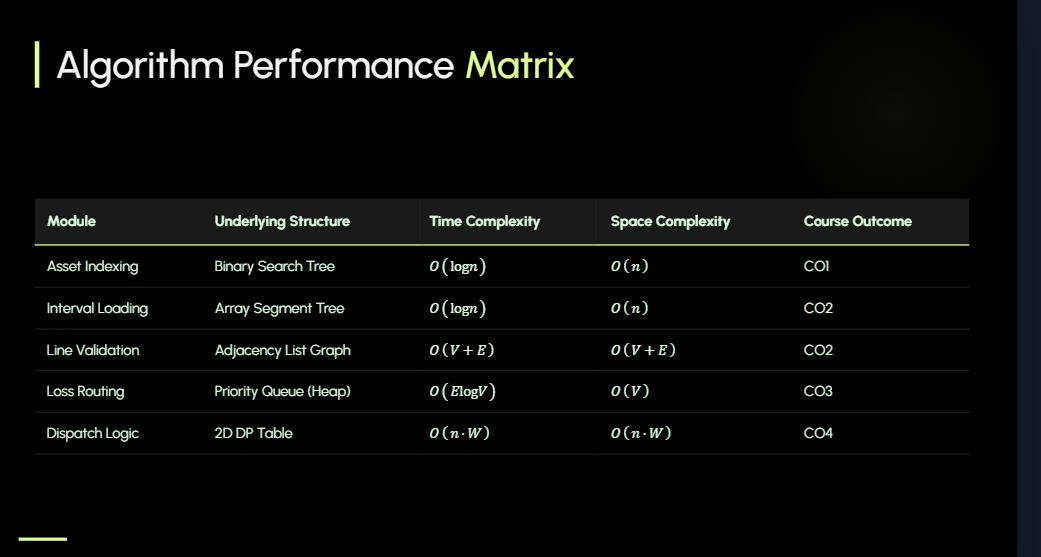 Algorithm Performance Matrix
Module Underlying Structure Time Complexity Space Complexity Course Outcome
Asset Indexing Binary Search Tree O(logn) O(n) CO1
Interval Loading Array Segment Tree O(logn) O(n) CO2
Line Validation Adjacency List Graph O(V + E) O(V + E) CO2
Loss Routing Priority Queue (Heap) O(ElogV) O(V) CO3
Dispatch Logic 2D DP Table O(n · W) O(n · W) CO4